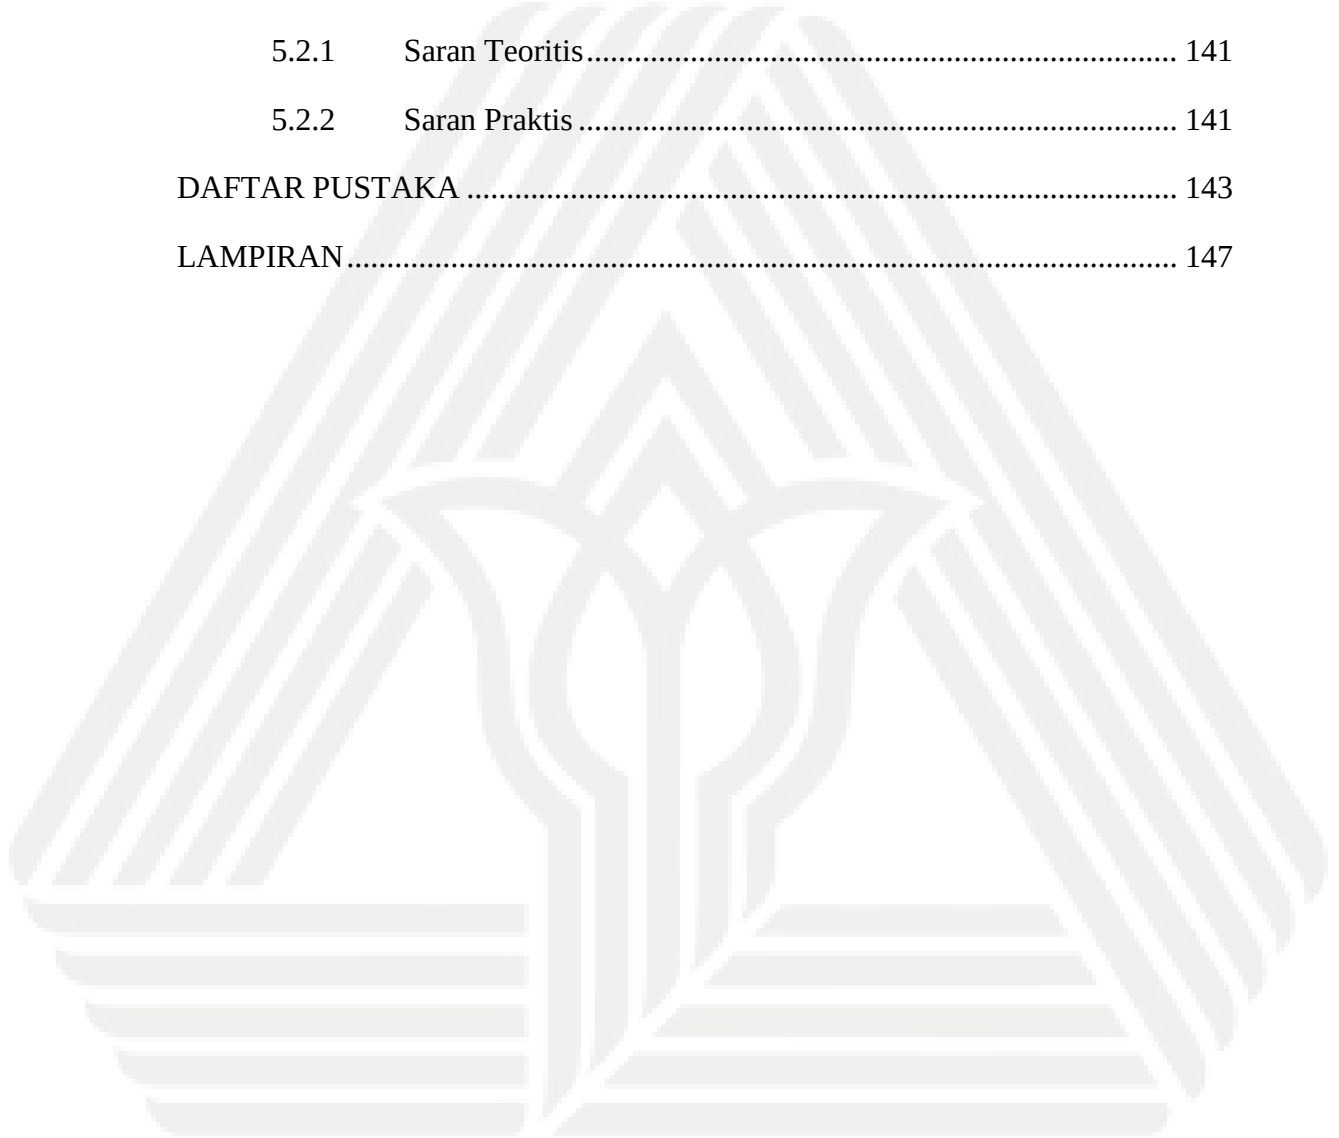 5.2.1 Saran Teoritis.......................................................................... 141
5.2.2 Saran Praktis........................................................................... 141
DAFTAR PUSTAKA ......................................................................................... 143
LAMPIRAN........................................................................................................ 147